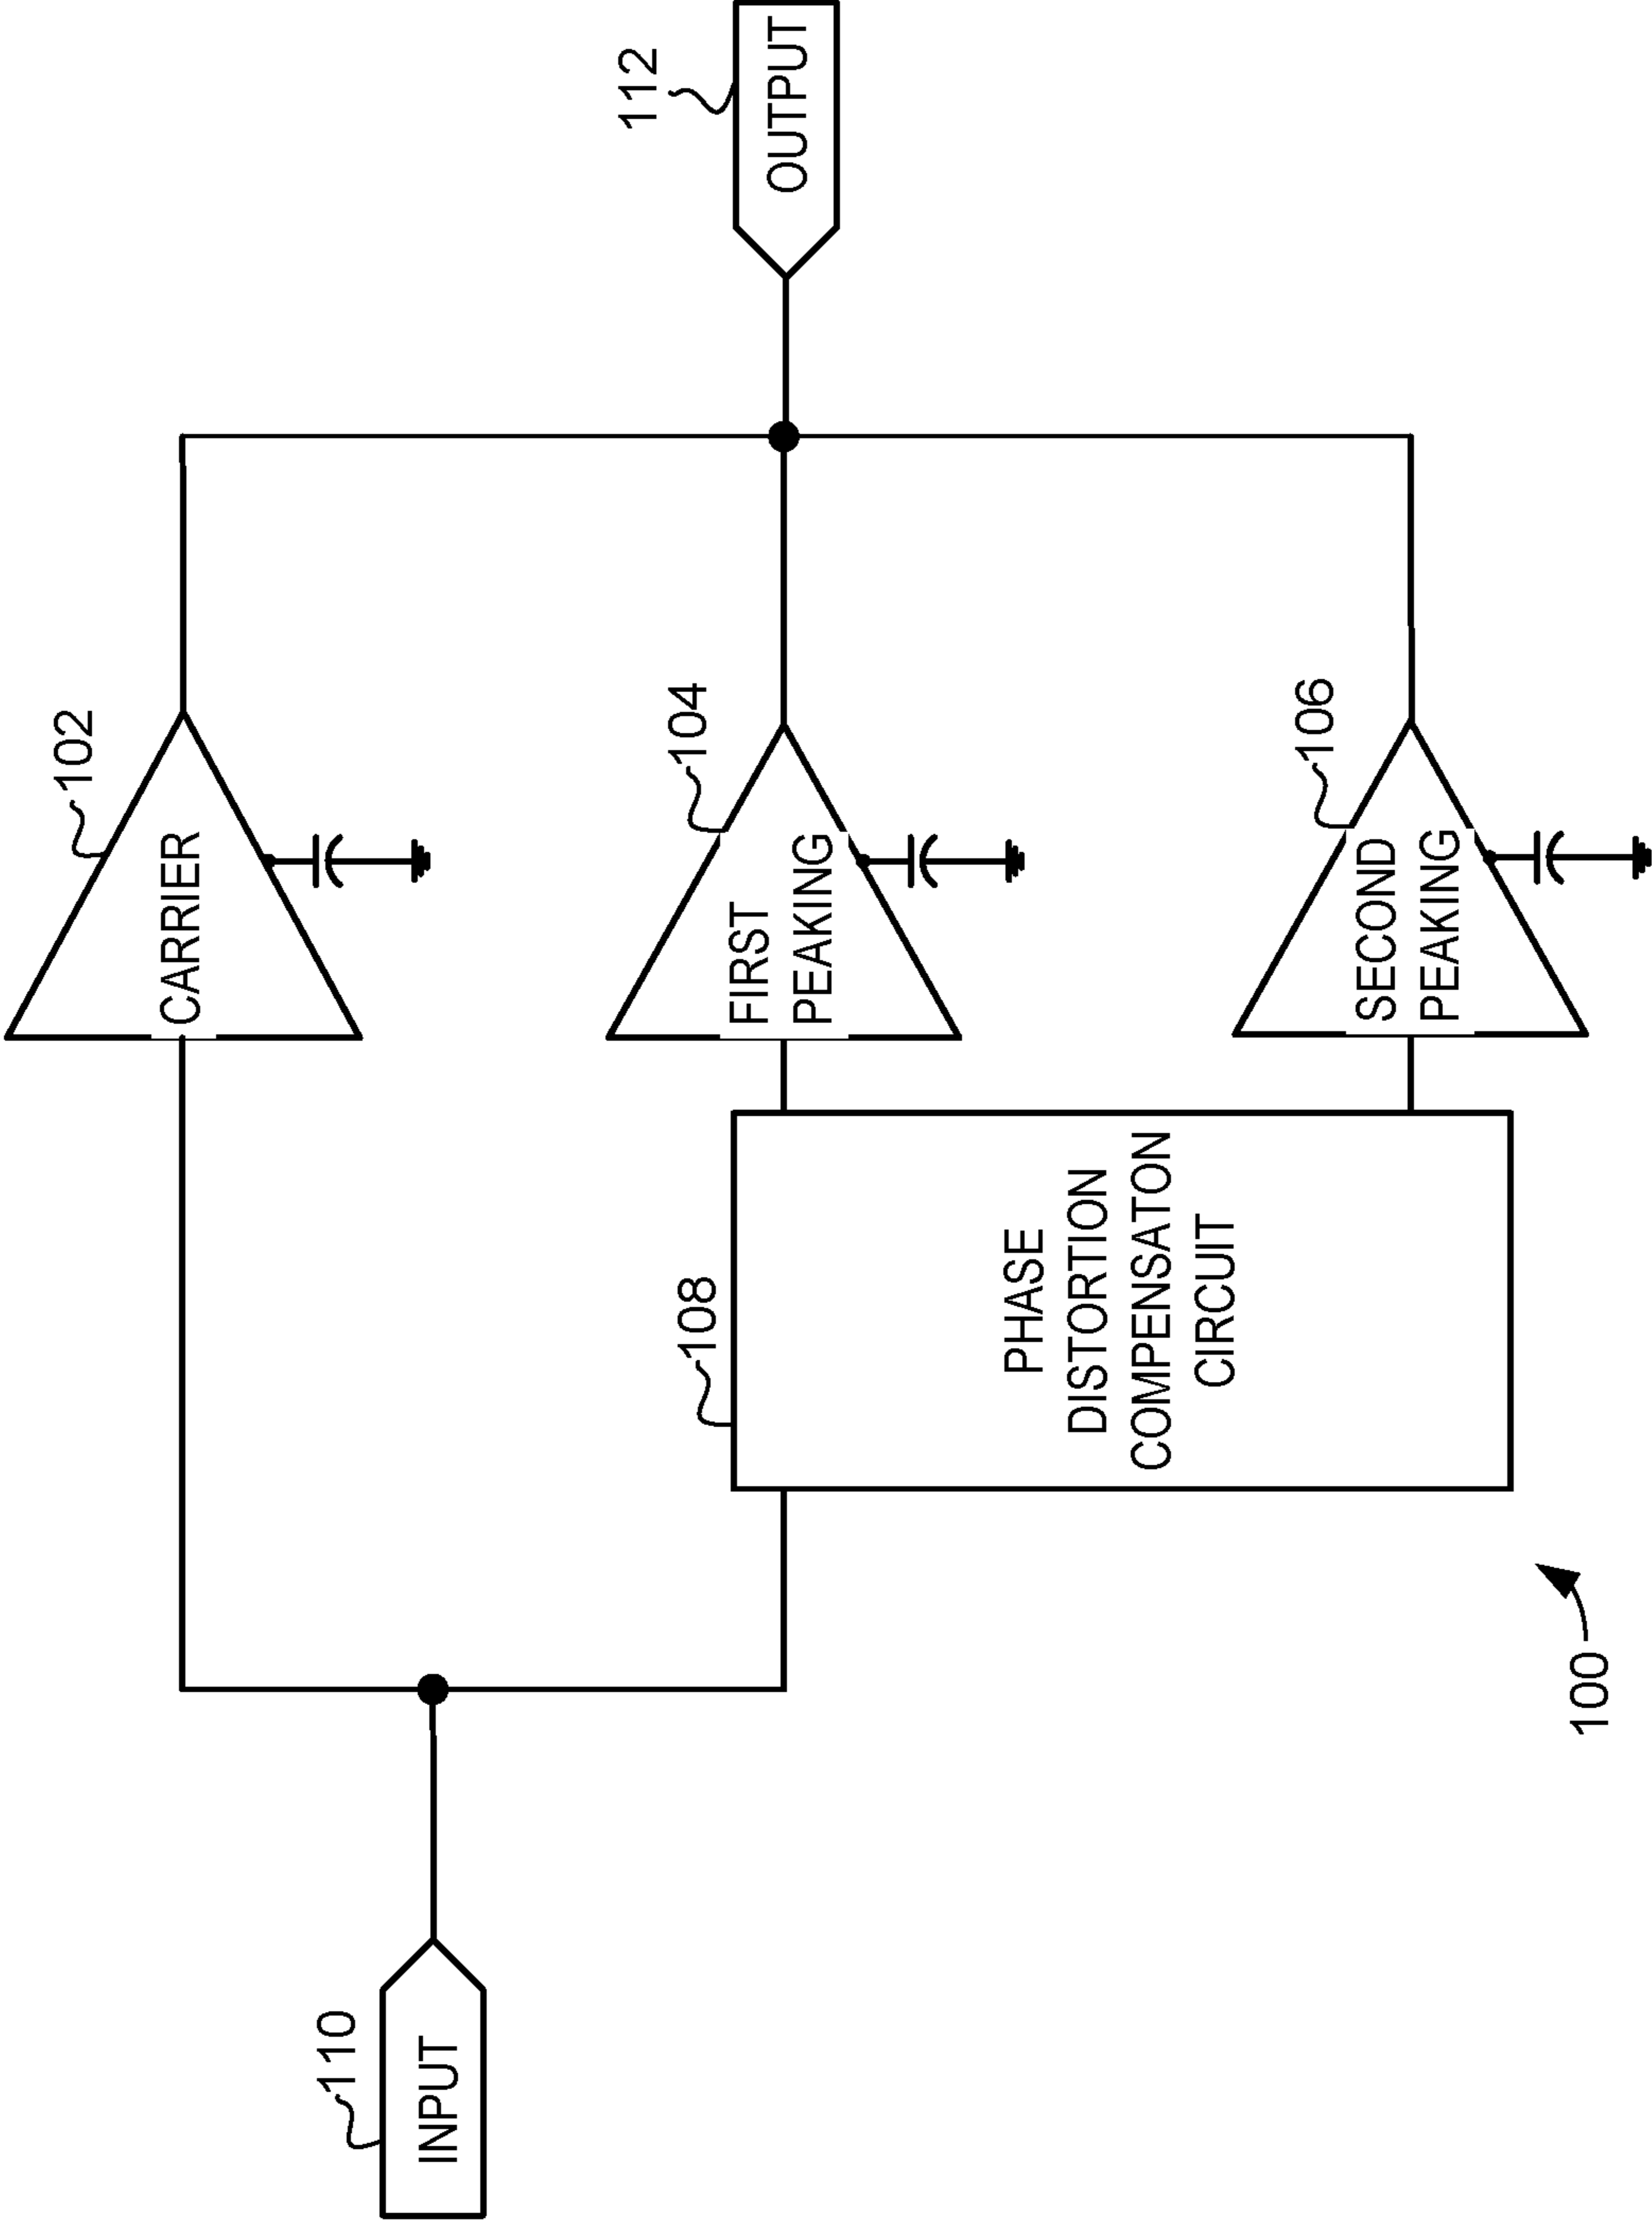 110
INPUT
102
CARRIER
104
FIRST
PEAKING
106
SECOND
PEAKING
108
PHASE
DISTORTION
COMPENSATON
CIRCUIT
112
OUTPUT
100